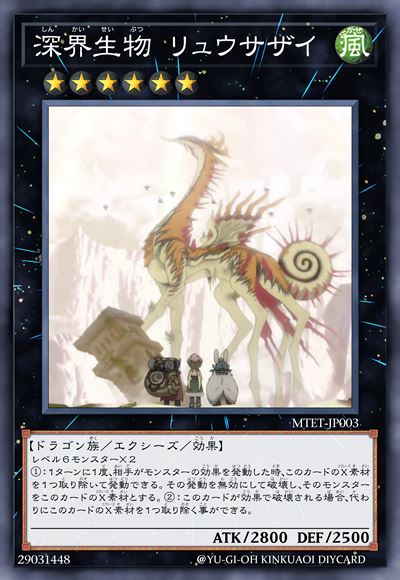 深界生物 リュウサザイ
風
MTET-JP003
【ドラゴン族／エクシーズ／効果】
レベル６モンスター×２
①：1ターンに1度、相手がモンスターの効果を発動した時、このカードのX素材
を1つ取り除いて発動できる。その発動を無効にして破壊し、そのモンスター
をこのカードのX素材とする。②：このカードが効果で破壊される場合、代わ
りにこのカードのX素材を1つ取り除く事ができる。
ATK/2800 DEF/2500
29031448
@YU-GI-OH KINKUAOI DIYCARD